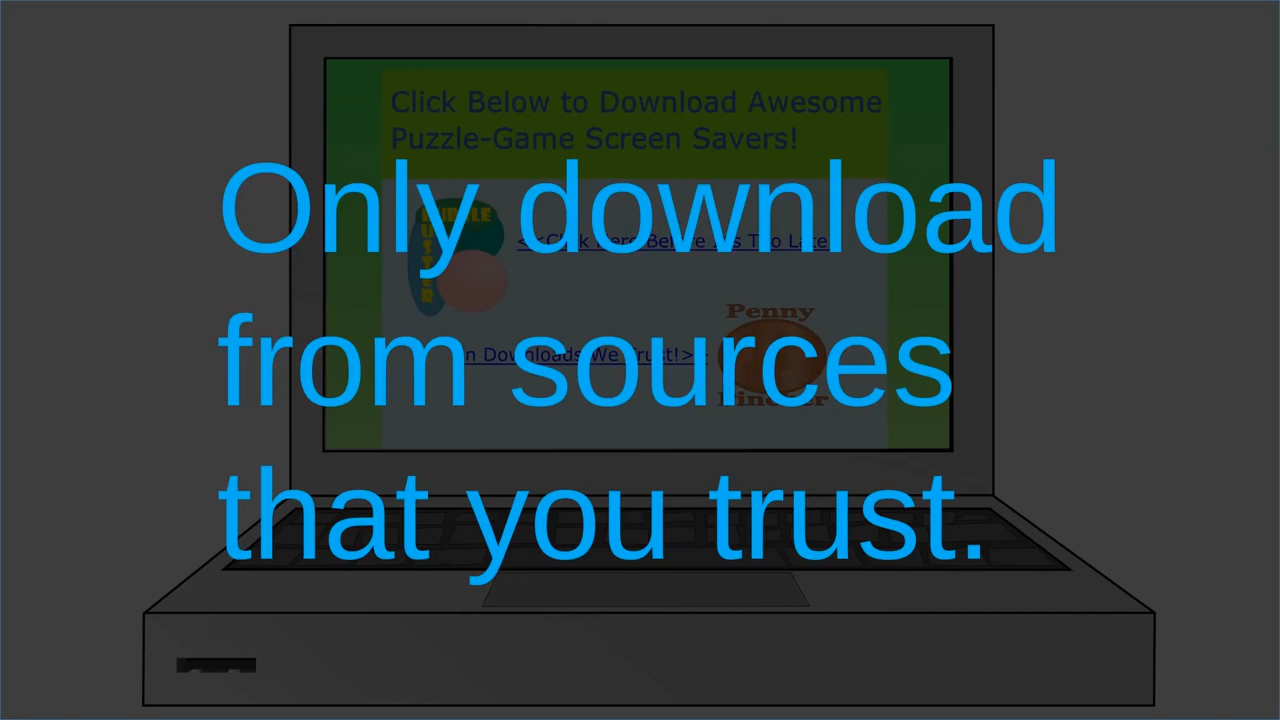 Click Below to Download Awesome
Puzzle-Game Screen Savers!
Only download
from sources
that you trust.
Penny